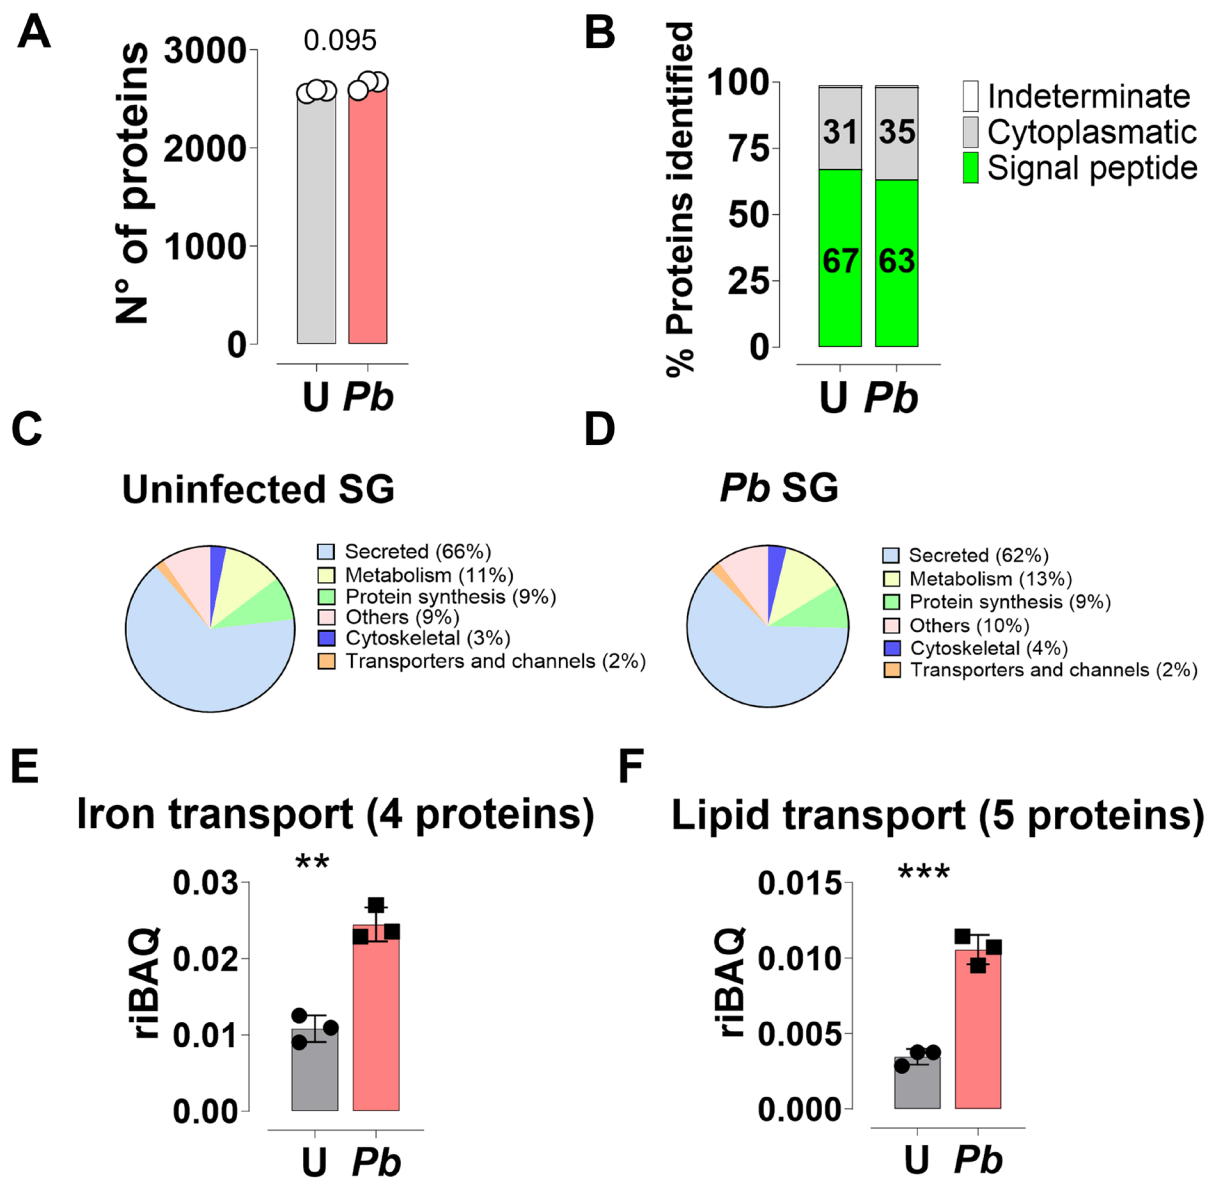 A
N° of proteins
3000
2000
1000
0
0.095
U Pb
B
% Proteins identified
100
75
50
25
0
31 35
67 63
U Pb
Indeterminate
Cytoplasmatic
Signal peptide
C
Uninfected SG
Secreted (66%)
Metabolism (11%)
Protein synthesis (9%)
Others (9%)
Cytoskeletal (3%)
Transporters and channels (2%)
D
Pb SG
Secreted (62%)
Metabolism (13%)
Protein synthesis (9%)
Others (10%)
Cytoskeletal (4%)
Transporters and channels (2%)
E
Iron transport (4 proteins)
**
riBAQ
0.03
0.02
0.01
0.00
U Pb
F
Lipid transport (5 proteins)
***
riBAQ
0.015
0.010
0.005
0.000
U Pb